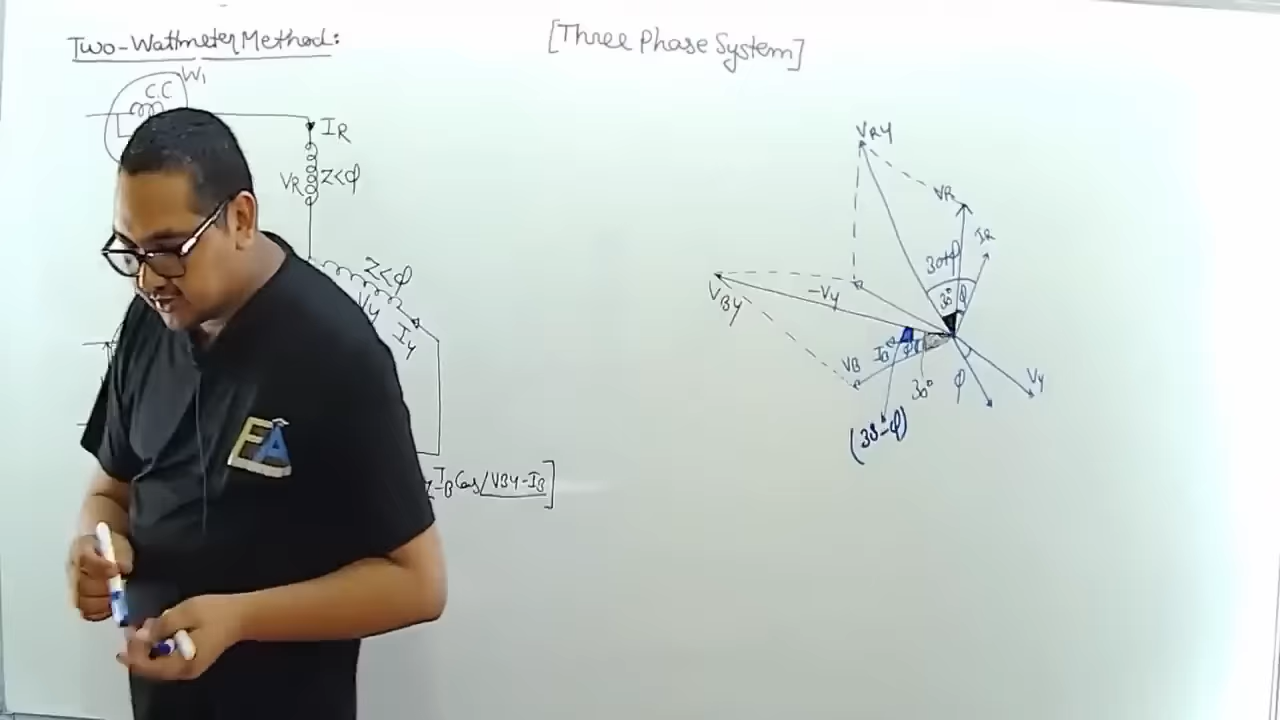 Two-Wattmeter Method:
[Three Phase System]
W1
C.C
IR
VR
Z<φ
Z<φ
Vy
Iy
IB Cos/VBY-IB]
VRY
VR
IR
30+φ
30°
φ
-Vy
VBY
IB
VB
30°
φ
Vy
(30-φ)
EA